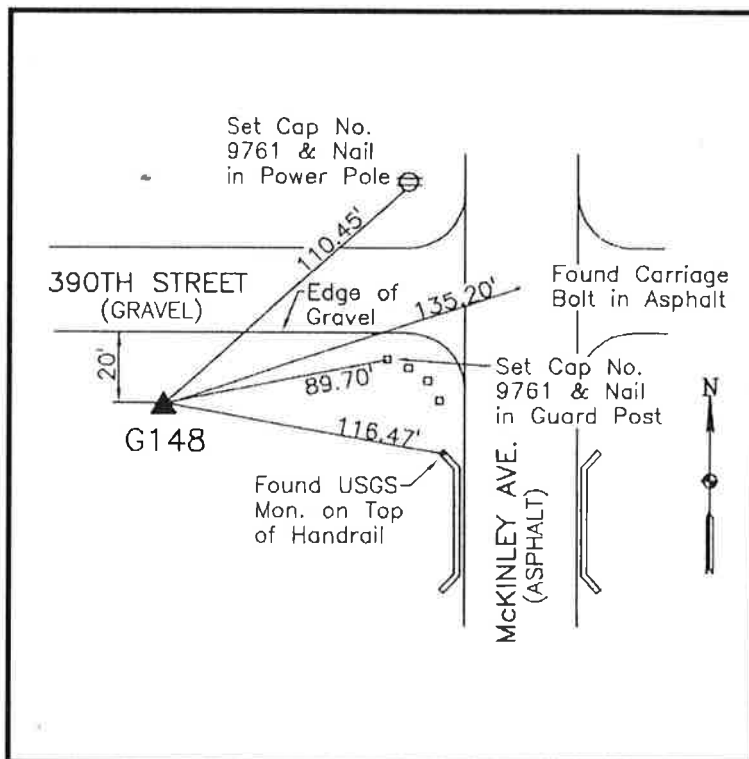 Set Cap No.
9761 & Nail
in Power Pole
110.45'
390TH STREET
(GRAVEL)
Edge of
Gravel
135.20'
Found Carriage
Bolt in Asphalt
20'
89.70'
Set Cap No.
9761 & Nail
in Guard Post
N
G148
116.47'
Found USGS
Mon. on Top
of Handrail
McKINLEY AVE.
(ASPHALT)